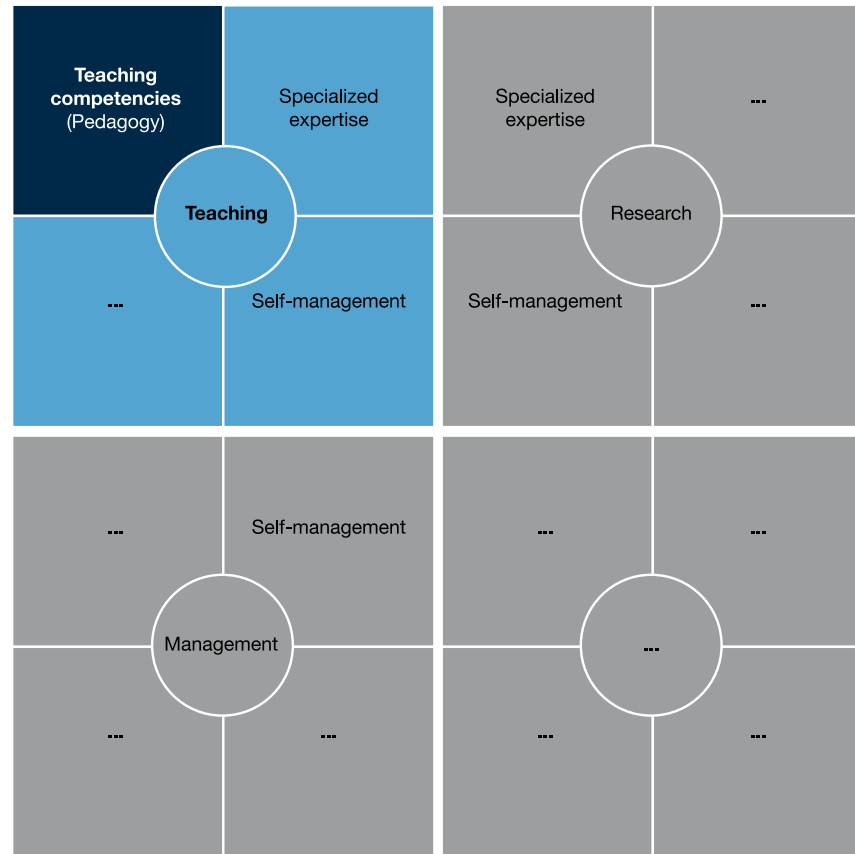 Teaching
competencies
(Pedagogy)
Specialized
expertise
Teaching
---
Self-management
Specialized
expertise
---
Research
Self-management
---
---
Self-management
Management
---
---
---
---
---
---
---